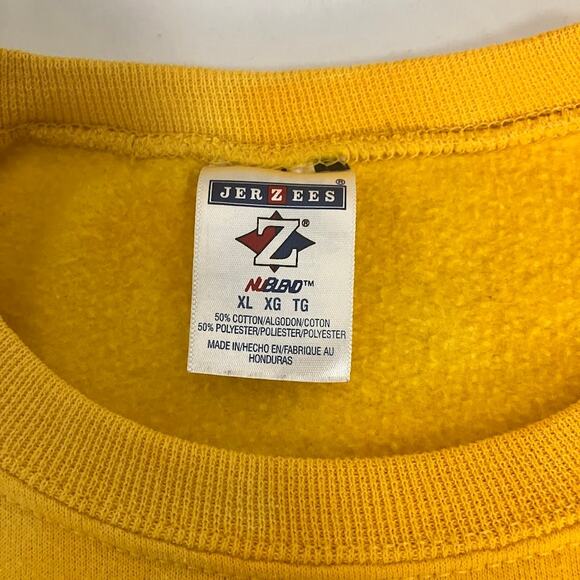 JERZEES®
Z®
NUBLEND™
XL XG TG
50% COTTON/ALGODON/COTON
50% POLYESTER/POLIESTER/POLYESTER
MADE IN/HECHO EN/FABRIQUE AU
HONDURAS